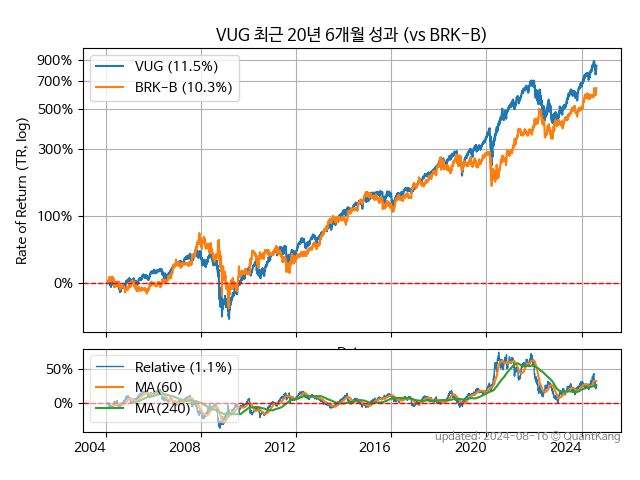 VUG 최근 20년 6개월 성과 (vs BRK-B)
Rate of Return (TR, log)
900%
700%
500%
300%
100%
0%
VUG (11.5%)
BRK-B (10.3%)
50%
0%
Relative (1.1%)
MA(60)
MA(240)
2004
2008
2012
2016
2020
2024
updated: 2024-08-16 © QuantKang